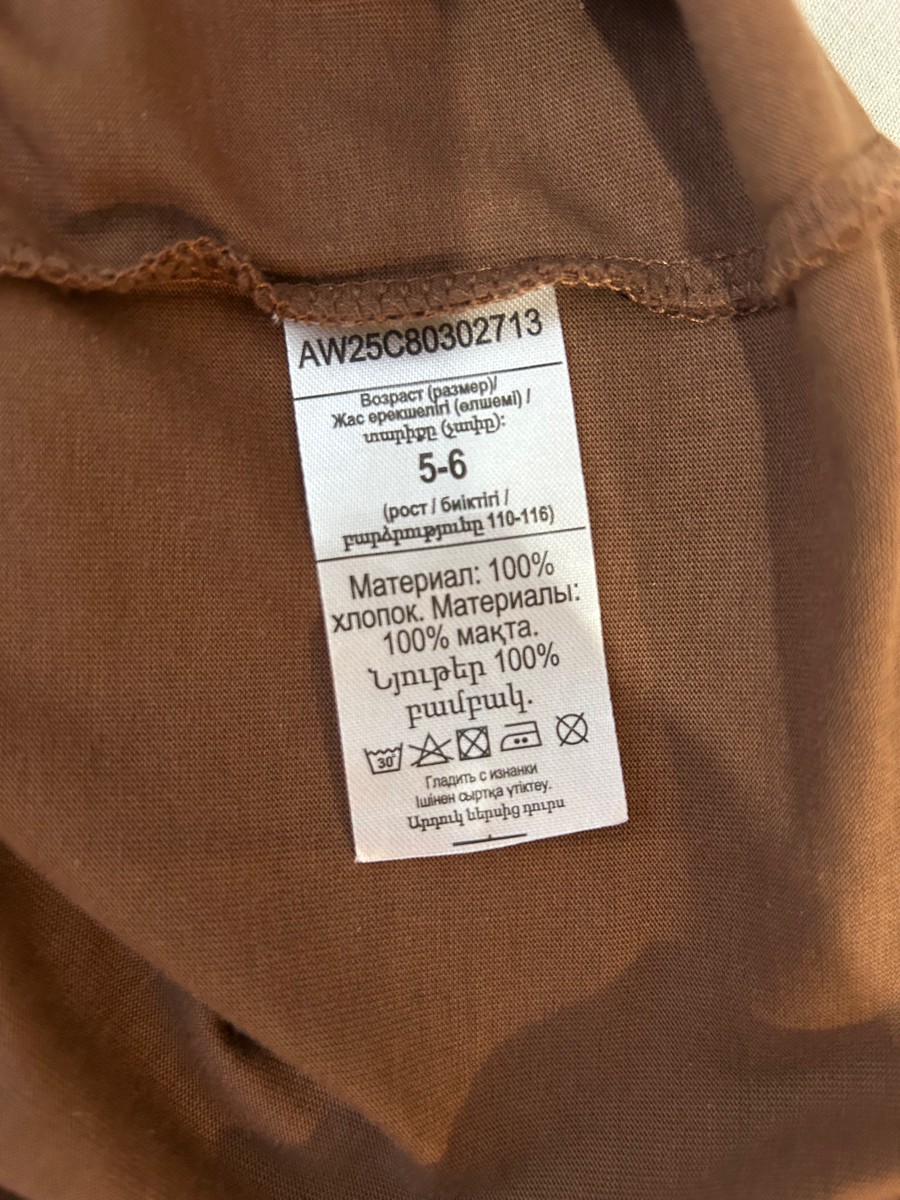 AW25C80302713
Возраст (размер)/
Жас ерекшелігі (өлшемі) /
տարիքը (չափը):
5-6
(рост / биіктігі /
բարձրությունը 110-116)
Материал: 100%
хлопок. Материалы:
100% мақта.
Նյութեր 100%
բամբակ.
30°
Гладить с изнанки
Ішінен сыртқа үтіктеу.
Արդուկ ներսից դուրս